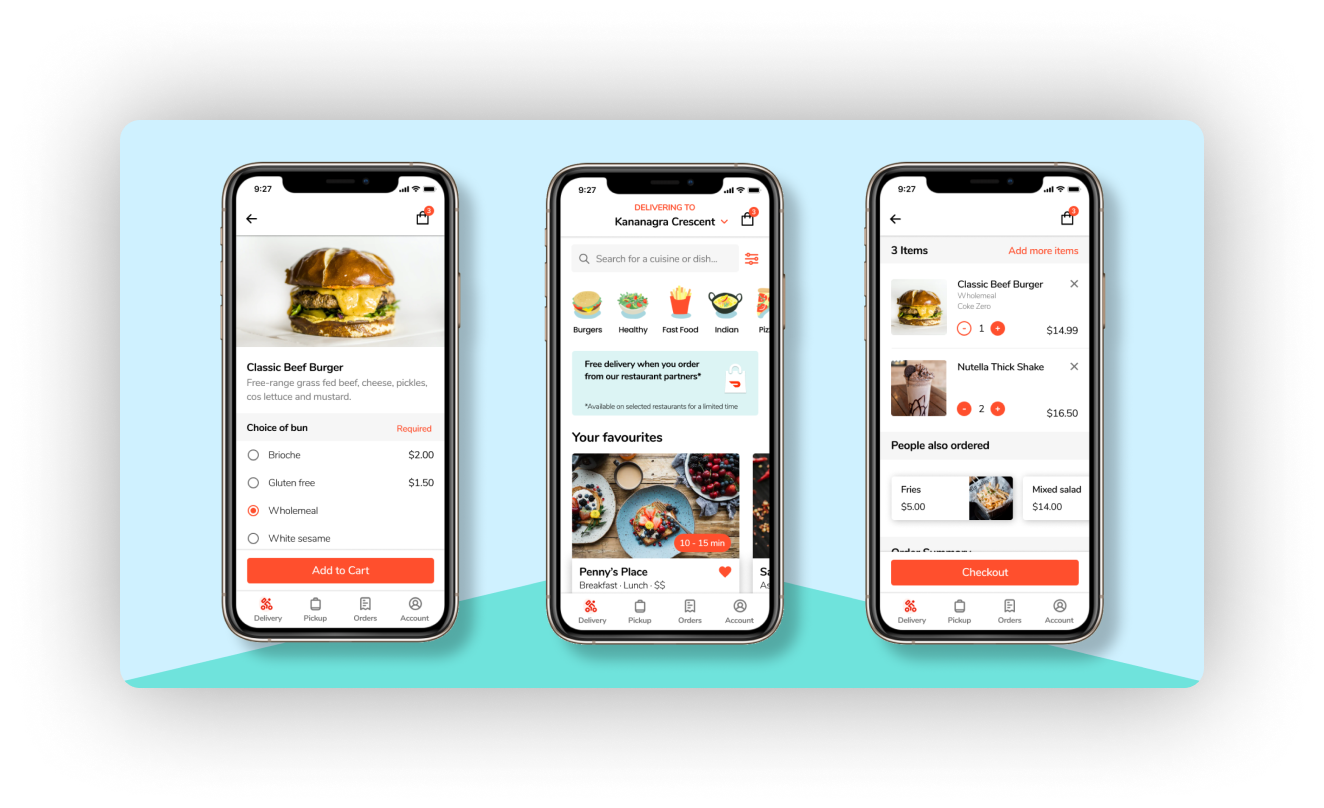 9:27
3
Classic Beef Burger
Free-range grass fed beef, cheese, pickles,
cos lettuce and mustard.
Choice of bun Required
Brioche $2.00
Gluten free $1.50
Wholemeal
White sesame
Add to Cart
Delivery Pickup Orders Account
9:27
DELIVERING TO
Kananagra Crescent
3
Search for a cuisine or dish...
Burgers Healthy Fast Food Indian Piz
Free delivery when you order
from our restaurant partners*
*Available on selected restaurants for a limited time
Your favourites
10 - 15 min
Penny's Place Sa
Breakfast · Lunch · $$ As
Delivery Pickup Orders Account
9:27
3
3 Items Add more items
Classic Beef Burger
Wholemeal
Coke Zero
- 1 + $14.99
Nutella Thick Shake
- 2 + $16.50
People also ordered
Fries Mixed salad
$5.00 $14.00
Order Summary
Checkout
Delivery Pickup Orders Account